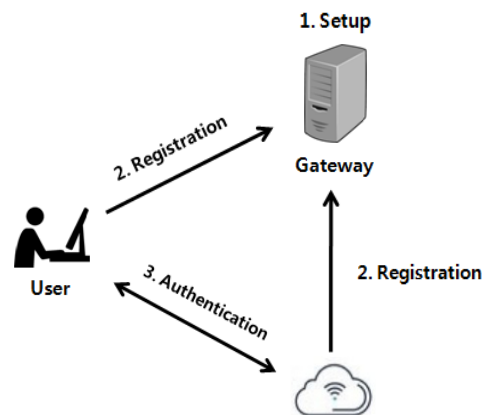 1. Setup
2. Registration
Gateway
User
3. Authentication
2. Registration